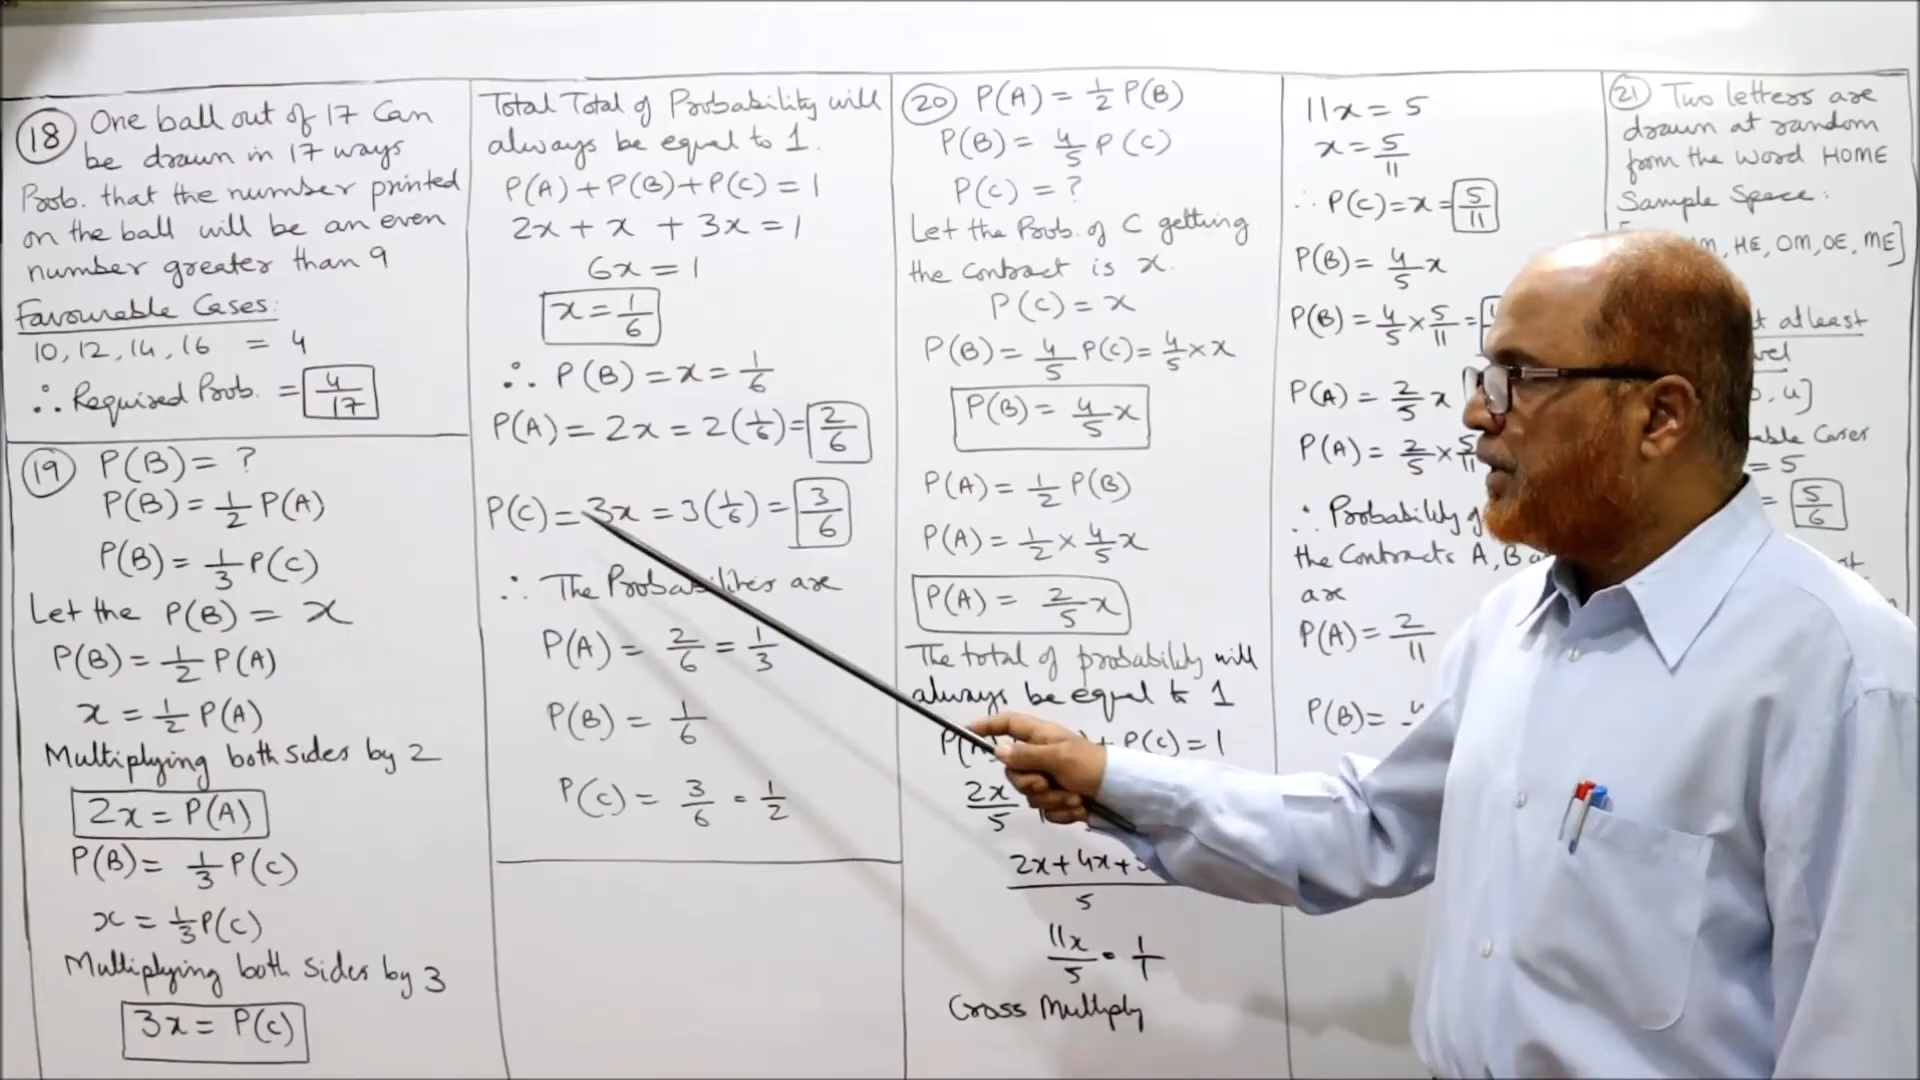 18 One ball out of 17 Can
be drawn in 17 ways
Prob. that the number printed
on the ball will be an even
number greater than 9
Favourable Cases:
10, 12, 14, 16 = 4
∴ Required Prob. = 4/17
19 P(B) = ?
P(B) = 1/2 P(A)
P(B) = 1/3 P(C)
Let the P(B) = x
P(B) = 1/2 P(A)
x = 1/2 P(A)
Multiplying both sides by 2
2x = P(A)
P(B) = 1/3 P(C)
x = 1/3 P(C)
Multiplying both sides by 3
3x = P(C)
Total Total of Probability will
always be equal to 1.
P(A) + P(B) + P(C) = 1
2x + x + 3x = 1
6x = 1
x = 1/6
∴ P(B) = x = 1/6
P(A) = 2x = 2(1/6) = 2/6
P(C) = 3x = 3(1/6) = 3/6
∴ The Probabilities are
P(A) = 2/6 = 1/3
P(B) = 1/6
P(C) = 3/6 = 1/2
20 P(A) = 1/2 P(B)
P(B) = 4/5 P(C)
P(C) = ?
Let the Prob. of C getting
the Contract is x.
P(C) = x
P(B) = 4/5 P(C) = 4/5 × x
P(B) = 4/5 x
P(A) = 1/2 P(B)
P(A) = 1/2 × 4/5 x
P(A) = 2/5 x
The total of probability will
always be equal to 1
P(A) + P(C) = 1
2x/5
2x + 4x +
5
11x/5 = 1/1
Cross Multiply
11x = 5
x = 5/11
∴ P(C) = x = 5/11
P(B) = 4/5 x
P(B) = 4/5 × 5/11 =
P(A) = 2/5 x
P(A) = 2/5 × 5/11
∴ Probability of
the Contracts A, B
are
P(A) = 2/11
P(B) =
21 Two letters are
drawn at random
from the word HOME
Sample Space:
, HE, OM, OE, ME]
at least
, u]
Cases
= 5
= 5/6